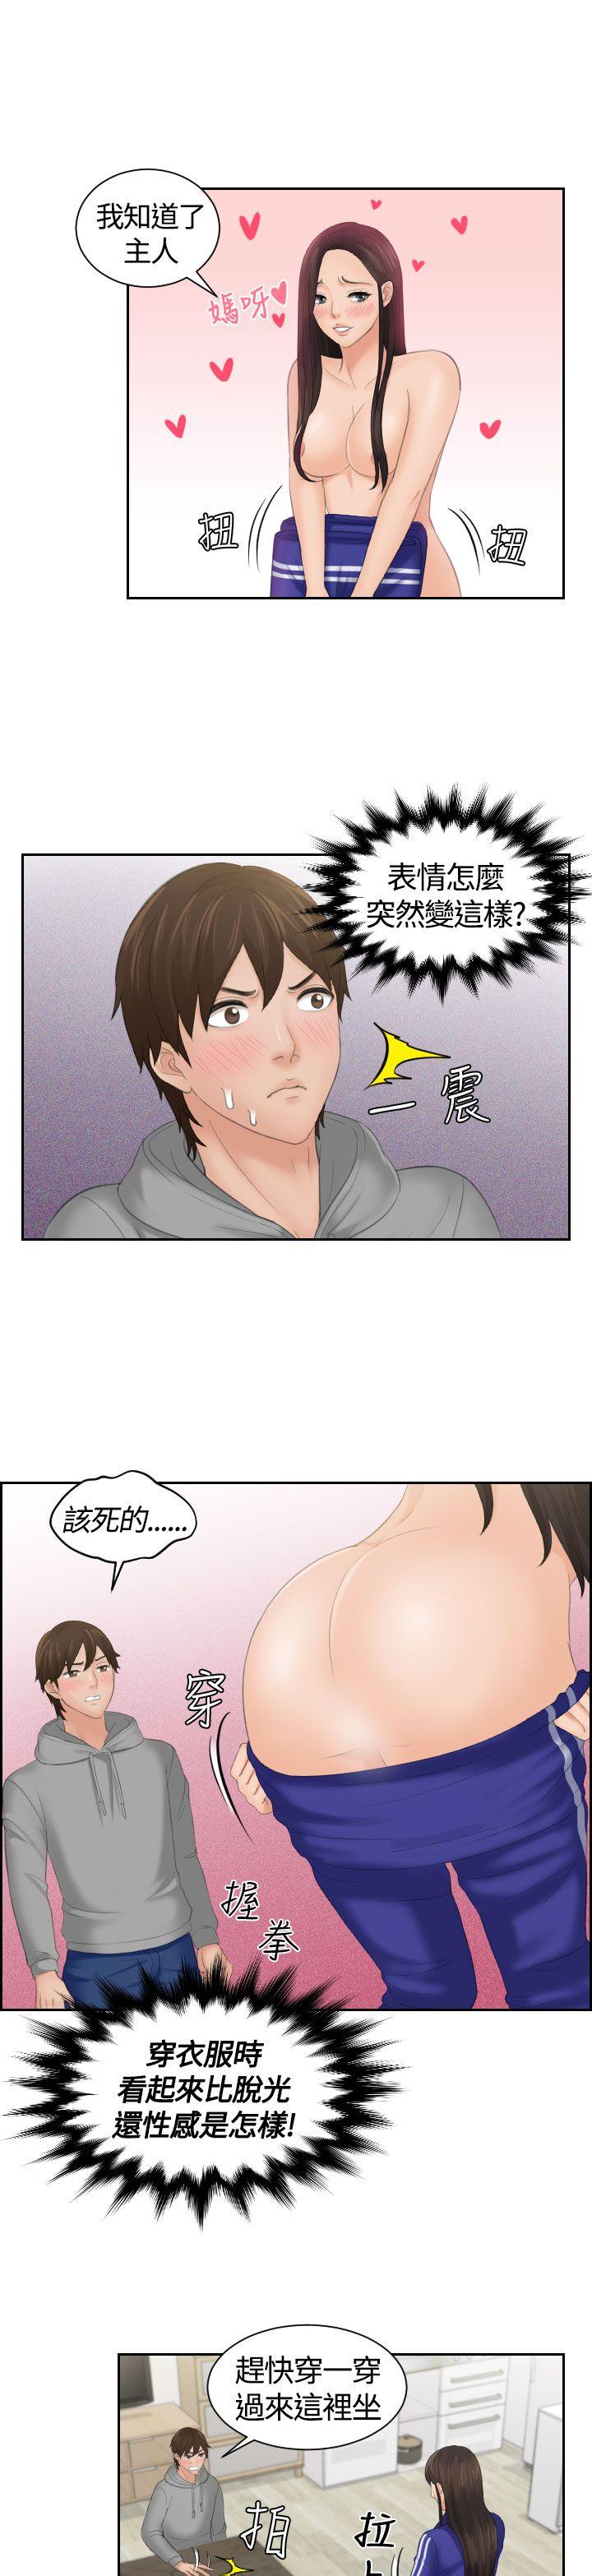 我知道了
主人
媽呀
扭
扭
表情怎麼
突然變這樣?
一震
該死的......
穿
握拳
穿衣服時
看起來比脫光
還性感是怎樣!
趕快穿一穿
過來這裡坐
拍
拉